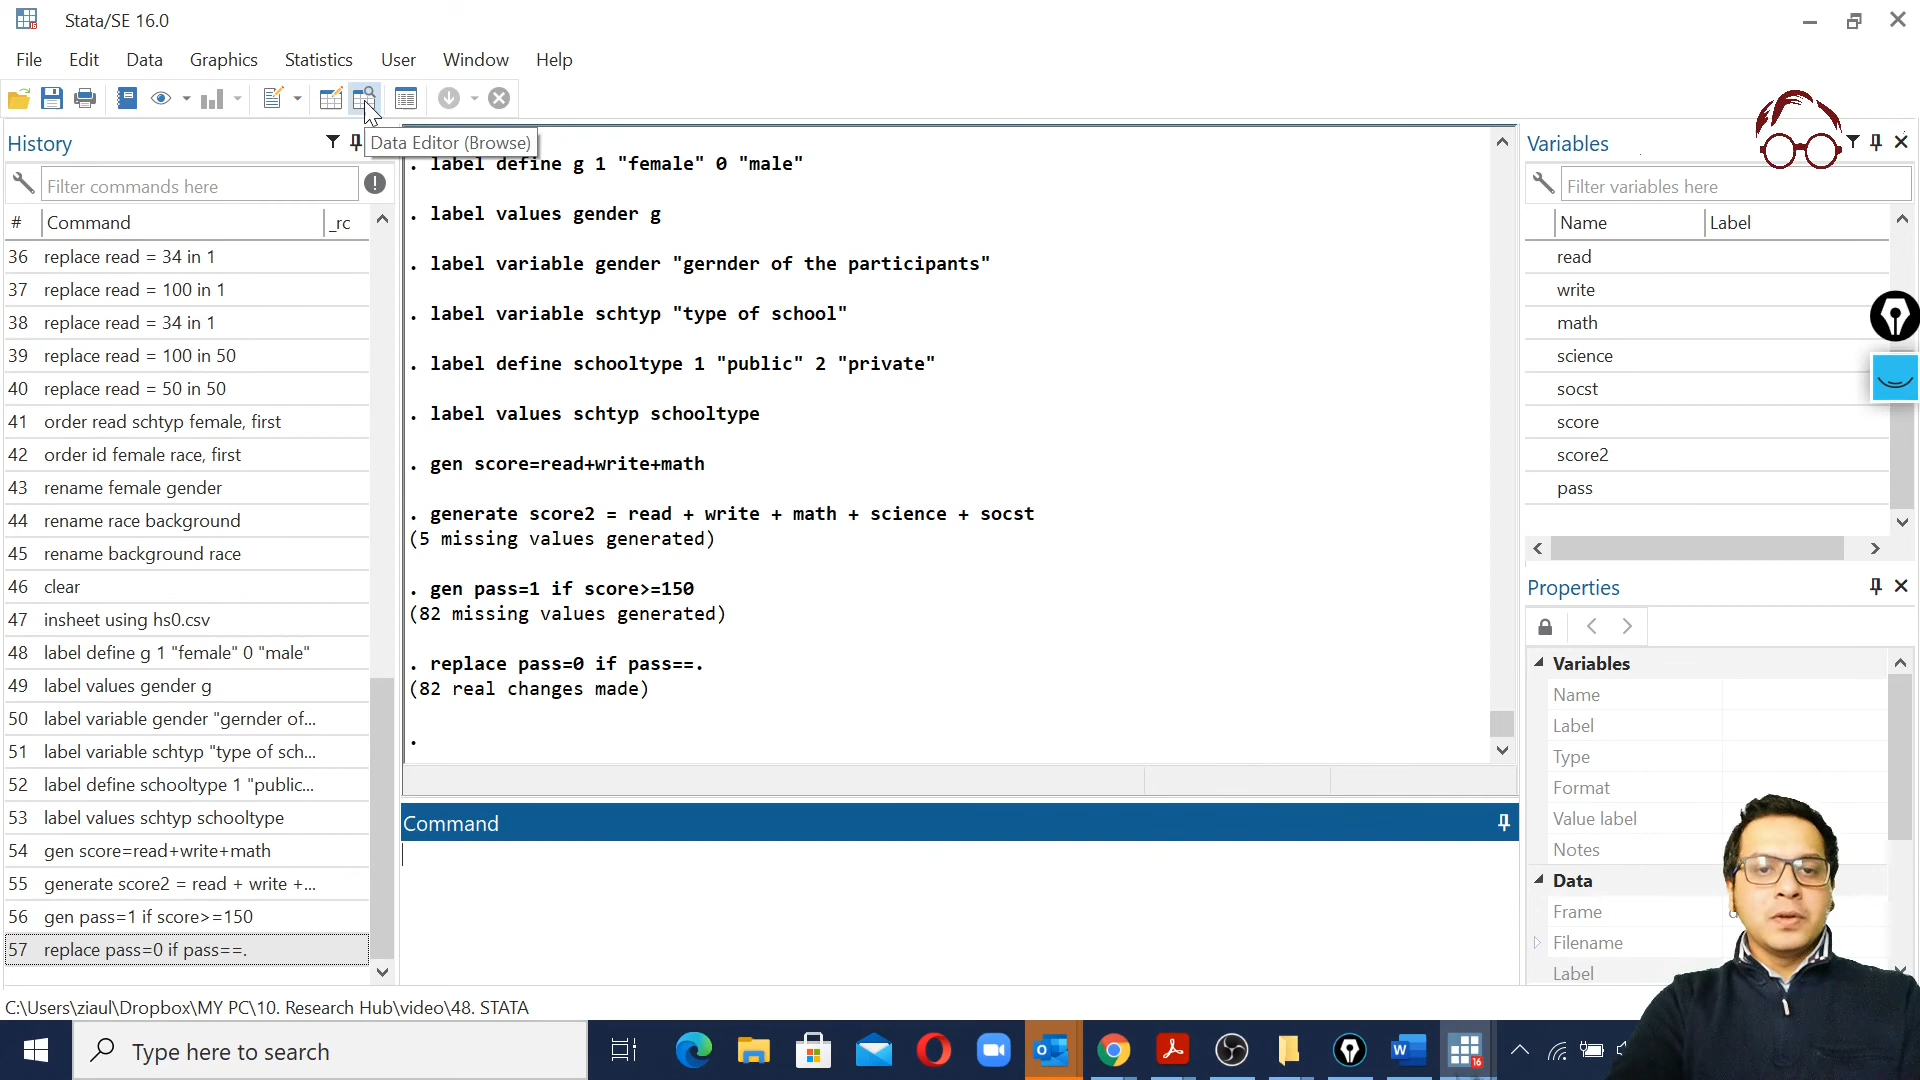 Stata/SE 16.0
File Edit Data Graphics Statistics User Window Help
History
Data Editor (Browse)
Filter commands here
# Command _rc
36 replace read = 34 in 1
37 replace read = 100 in 1
38 replace read = 34 in 1
39 replace read = 100 in 50
40 replace read = 50 in 50
41 order read schtyp female, first
42 order id female race, first
43 rename female gender
44 rename race background
45 rename background race
46 clear
47 insheet using hs0.csv
48 label define g 1 "female" 0 "male"
49 label values gender g
50 label variable gender "gernder of...
51 label variable schtyp "type of sch...
52 label define schooltype 1 "public...
53 label values schtyp schooltype
54 gen score=read+write+math
55 generate score2 = read + write +...
56 gen pass=1 if score>=150
57 replace pass=0 if pass==.
. label define g 1 "female" 0 "male"
. label values gender g
. label variable gender "gernder of the participants"
. label variable schtyp "type of school"
. label define schooltype 1 "public" 2 "private"
. label values schtyp schooltype
. gen score=read+write+math
. generate score2 = read + write + math + science + socst
(5 missing values generated)
. gen pass=1 if score>=150
(82 missing values generated)
. replace pass=0 if pass==.
(82 real changes made)
.
Command
Variables
Filter variables here
Name Label
read
write
math
science
socst
score
score2
pass
Properties
Variables
Name
Label
Type
Format
Value label
Notes
Data
Frame
Filename
Label
C:\Users\ziaul\Dropbox\MY PC\10. Research Hub\video\48. STATA
Type here to search
16